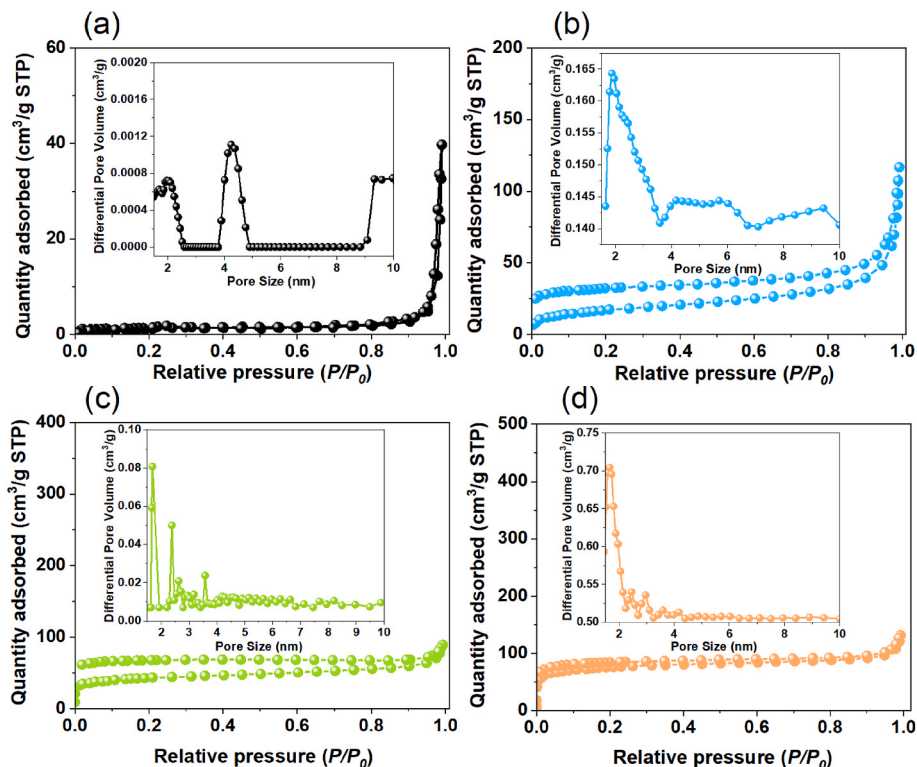 (a)
Quantity adsorbed (cm³/g STP)
60
40
20
0
0.0 0.2 0.4 0.6 0.8 1.0
Relative pressure (P/P₀)
Differential Pore Volume (cm³/g)
0.0020
0.0016
0.0012
0.0008
0.0004
0.0000
2 4 6 8 10
Pore Size (nm)
(b)
Quantity adsorbed (cm³/g STP)
200
150
100
50
0
0.0 0.2 0.4 0.6 0.8 1.0
Relative pressure (P/P₀)
Differential Pore Volume (cm³/g)
0.165
0.160
0.155
0.150
0.145
0.140
2 4 6 8 10
Pore Size (nm)
(c)
Quantity adsorbed (cm³/g STP)
400
300
200
100
50
0
0.0 0.2 0.4 0.6 0.8 1.0
Relative pressure (P/P₀)
Differential Pore Volume (cm³/g)
0.10
0.08
0.06
0.04
0.02
0.00
2 3 4 5 6 7 8 9 10
Pore Size (nm)
(d)
Quantity adsorbed (cm³/g STP)
500
400
300
200
100
50
0
0.0 0.2 0.4 0.6 0.8 1.0
Relative pressure (P/P₀)
Differential Pore Volume (cm³/g)
0.75
0.70
0.65
0.60
0.55
0.50
2 4 6 8 10
Pore Size (nm)